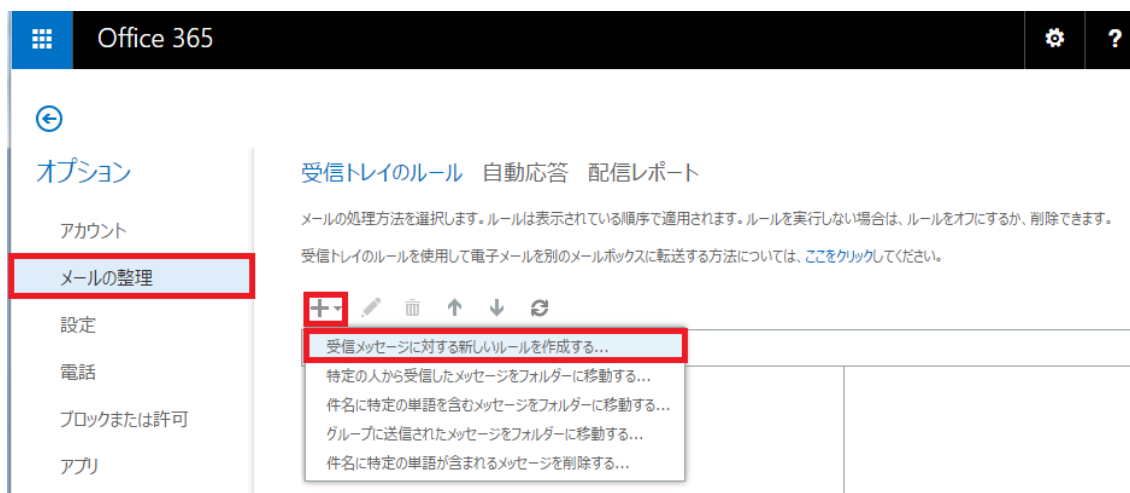 Office 365
?
オプション
受信トレイのルール 自動応答 配信レポート
アカウント
メールの処理方法を選択します。ルールは表示されている順序で適用されます。ルールを実行しない場合は、ルールをオフにするか、削除できます。
メールの整理
受信トレイのルールを使用して電子メールを別のメールボックスに転送する方法については、ここをクリックしてください。
設定
電話
ブロックまたは許可
アプリ
受信メッセージに対する新しいルールを作成する...
特定の人から受信したメッセージをフォルダーに移動する...
件名に特定の単語を含むメッセージをフォルダーに移動する...
グループに送信されたメッセージをフォルダーに移動する...
件名に特定の単語が含まれるメッセージを削除する...